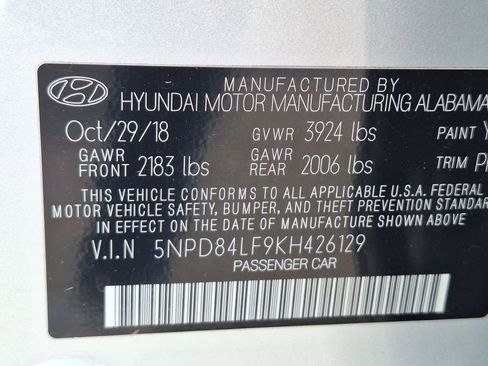 MANUFACTURED BY
HYUNDAI MOTOR MANUFACTURING ALABAMA
Oct/29/18 GVWR 3924 lbs PAINT Y
GAWR FRONT 2183 lbs GAWR REAR 2006 lbs TRIM
THIS VEHICLE CONFORMS TO ALL APPLICABLE U.S.A. FEDERAL
MOTOR VEHICLE SAFETY, BUMPER, AND THEFT PREVENTION STANDARD
IN EFFECT ON THE DATE OF MANUFACTURE SHOWN ABOVE.
V.I.N 5NPD84LF9KH426129
PASSENGER CAR